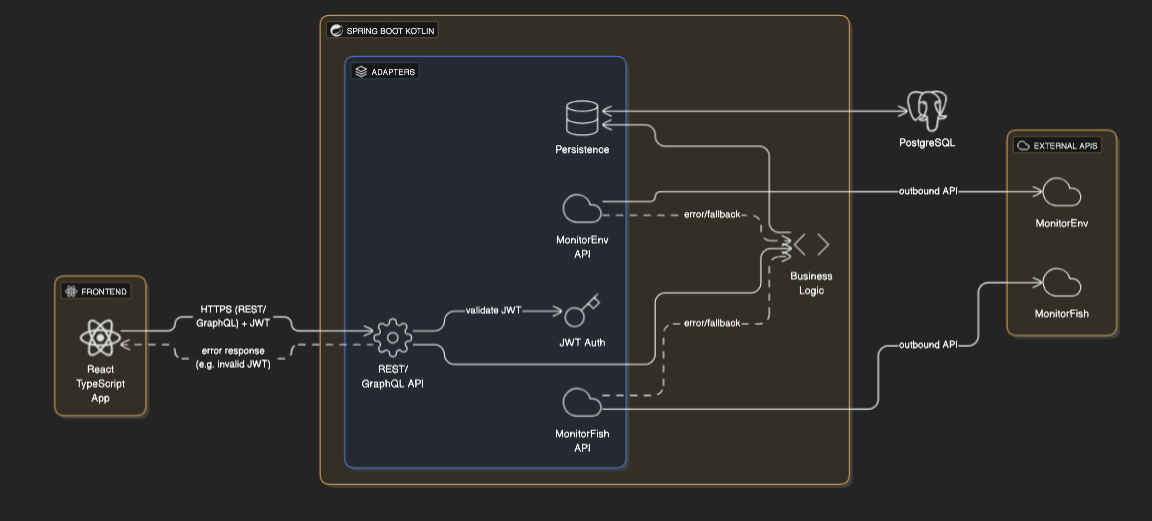 SPRING BOOT KOTLIN
ADAPTERS
Persistence
PostgreSQL
EXTERNAL APIS
outbound API
MonitorEnv
error/fallback
MonitorEnv
API
Business
Logic
FRONTEND
HTTPS (REST/
GraphQL) + JWT
validate JWT
MonitorFish
error/fallback
JWT Auth
error response
(e.g. invalid JWT)
outbound API
React
TypeScript
App
REST/
GraphQL API
MonitorFish
API